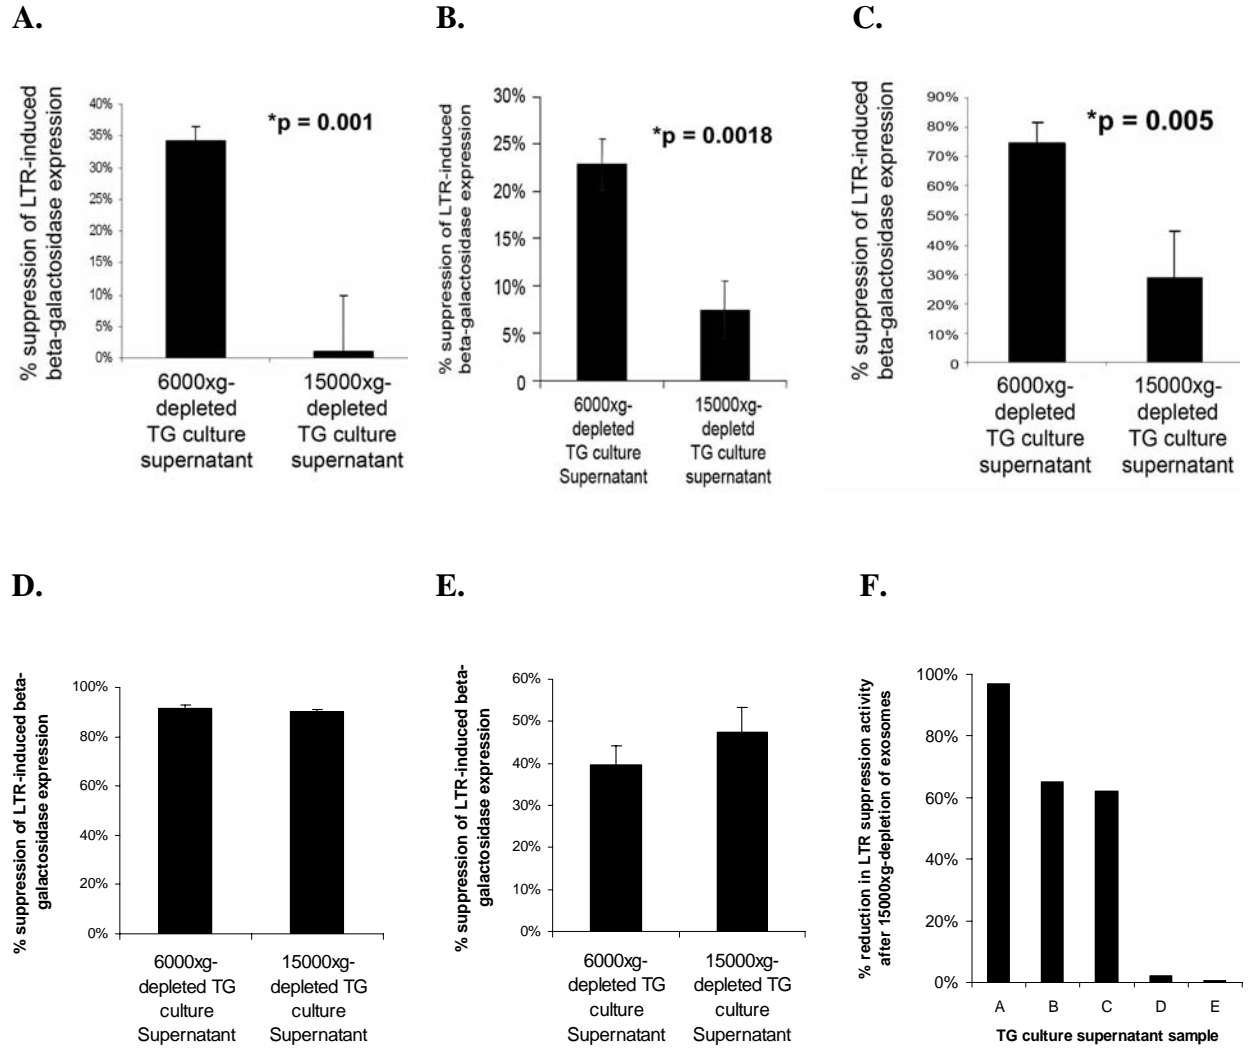 A.
% suppression of LTR-induced
beta-galactosidase expression
40%
35%
30%
25%
20%
15%
10%
5%
0%
*p = 0.001
6000xg-
depleted
TG culture
supernatant
15000xg-
depleted
TG culture
supernatant
B.
% suppression of LTR-induced
beta-galactosidase expression
30%
25%
20%
15%
10%
5%
0
*p = 0.0018
6000xg-
depleted
TG culture
Supernatant
15000xg-
depletd
TG culture
supernatant
C.
% suppression of LTR-induced
beta-galactosidase expression
90%
80%
70%
60%
50%
40%
30%
20%
10%
0
*p = 0.005
6000xg-
depleted
TG culture
supernatant
15000xg-
depleted
TG culture
supernatant
D.
% suppression of LTR-induced beta-
galactosidase expression
100%
80%
60%
40%
20%
0%
6000xg-
depleted TG
culture
Supernatant
15000xg-
depleted TG
culture
Supernatant
E.
% suppression of LTR-induced beta-
galactosidase expression
60%
50%
40%
30%
20%
10%
0%
6000xg-
depleted TG
culture
Supernatant
15000xg-
depleted TG
culture
Supernatant
F.
% reduction in LTR suppression activity
after 15000xg-depletion of exosomes
100%
80%
60%
40%
20%
0%
A
B
C
D
E
TG culture supernatant sample